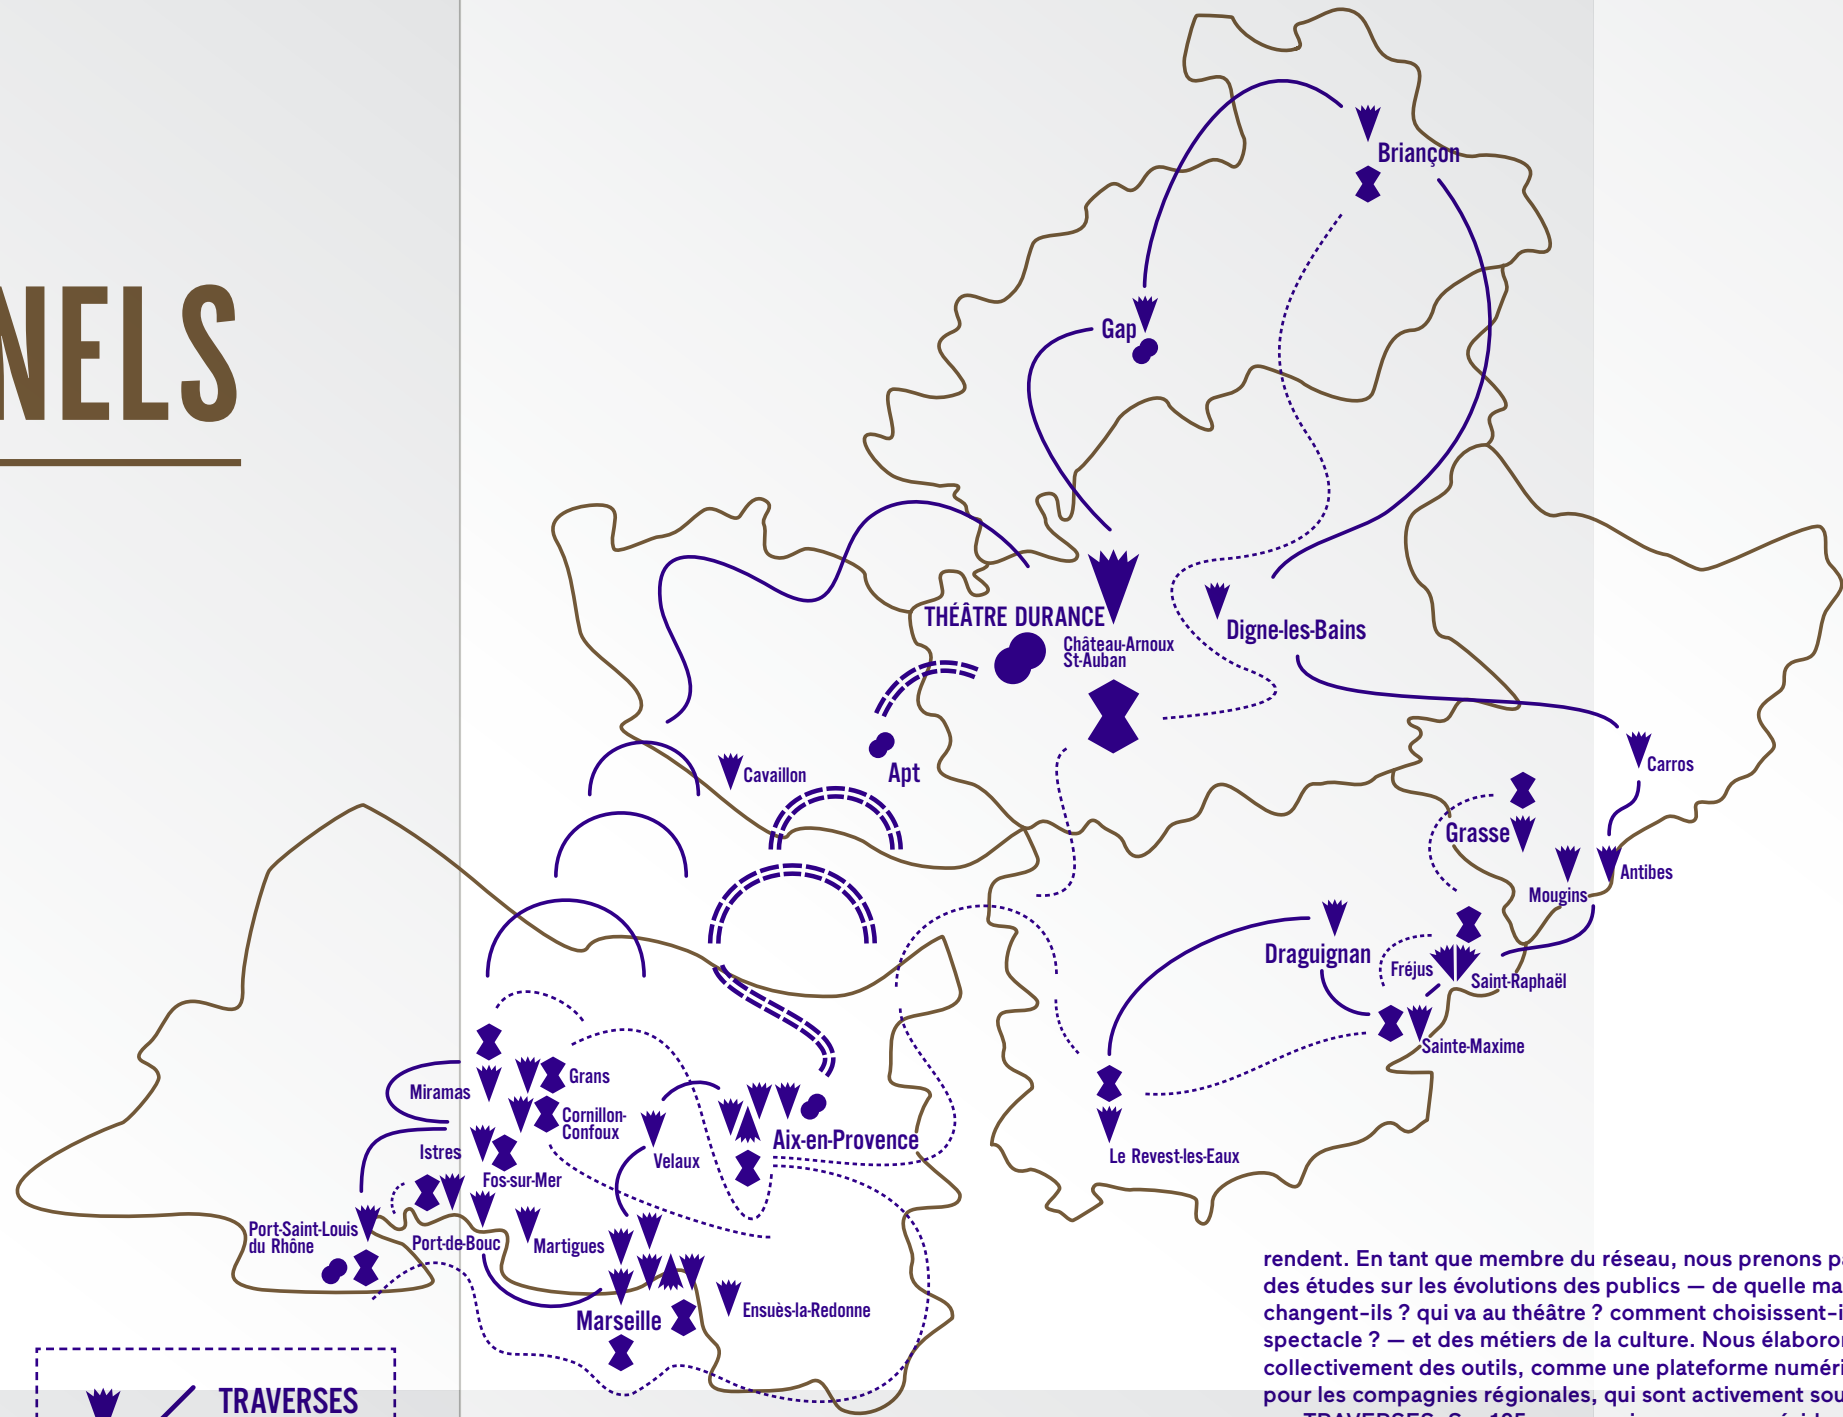 NELS
Briançon
Gap
THÉÂTRE DURANCE
Château-Arnoux
St-Auban
Digne-les-Bains
Cavaillon
Apt
Carros
Grasse
Antibes
Mougins
Draguignan
Fréjus
Saint-Raphaël
Sainte-Maxime
Le Revest-les-Eaux
Miramas
Grans
Cornillon-
Confoux
Istres
Fos-sur-Mer
Velaux
Aix-en-Provence
Port-Saint-Louis
du Rhône
Port-de-Bouc
Martigues
Marseille
Ensuès-la-Redonne
TRAVERSES
rendent. En tant que membre du réseau, nous prenons pa
des études sur les évolutions des publics — de quelle ma
changent-ils ? qui va au théâtre ? comment choisissent-i
spectacle ? — et des métiers de la culture. Nous élaboror
collectivement des outils, comme une plateforme numéri
pour les compagnies régionales, qui sont activement sou